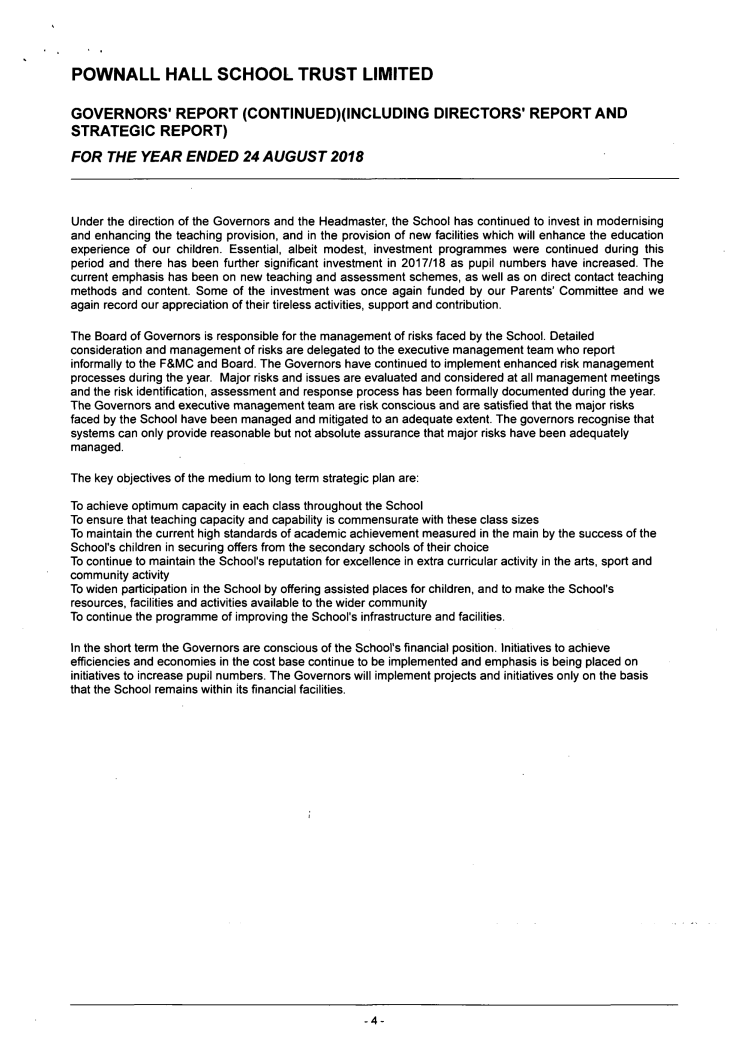 POWNALL HALL SCHOOL TRUST LIMITED
GOVERNORS' REPORT (CONTINUED)(INCLUDING DIRECTORS' REPORT AND
STRATEGIC REPORT)
FOR THE YEAR ENDED 24 AUGUST 2018
Under the direction of the Governors and the Headmaster, the School has continued to invest in modernising
and enhancing the teaching provision, and in the provision of new facilities which will enhance the education
experience of our children. Essential, albeit modest, investment programmes were continued during this
period and there has been further significant investment in 2017/18 as pupil numbers have increased. The
current emphasis has been on new teaching and assessment schemes, as well as on direct contact teaching
methods and content. Some of the investment was once again funded by our Parents' Committee and we
again record our appreciation of their tireless activities, support and contribution.
The Board of Governors is responsible for the management of risks faced by the School. Detailed
consideration and management of risks are delegated to the executive management team who report
informally to the F&MC and Board. The Governors have continued to implement enhanced risk management
processes during the year. Major risks and issues are evaluated and considered at all management meetings
and the risk identification, assessment and response process has been formally documented during the year.
The Governors and executive management team are risk conscious and are satisfied that the major risks
faced by the School have been managed and mitigated to an adequate extent. The governors recognise that
systems can only provide reasonable but not absolute assurance that major risks have been adequately
managed.
The key objectives of the medium to long term strategic plan are:
To achieve optimum capacity in each class throughout the School
To ensure that teaching capacity and capability is commensurate with these class sizes
To maintain the current high standards of academic achievement measured in the main by the success of the
School's children in securing offers from the secondary schools of their choice
To continue to maintain the School's reputation for excellence in extra curricular activity in the arts, sport and
community activity
To widen participation in the School by offering assisted places for children, and to make the School's
resources, facilities and activities available to the wider community
To continue the programme of improving the School's infrastructure and facilities.
In the short term the Governors are conscious of the School's financial position. Initiatives to achieve
efficiencies and economies in the cost base continue to be implemented and emphasis is being placed on
initiatives to increase pupil numbers. The Governors will implement projects and initiatives only on the basis
that the School remains within its financial facilities.
- 4 -